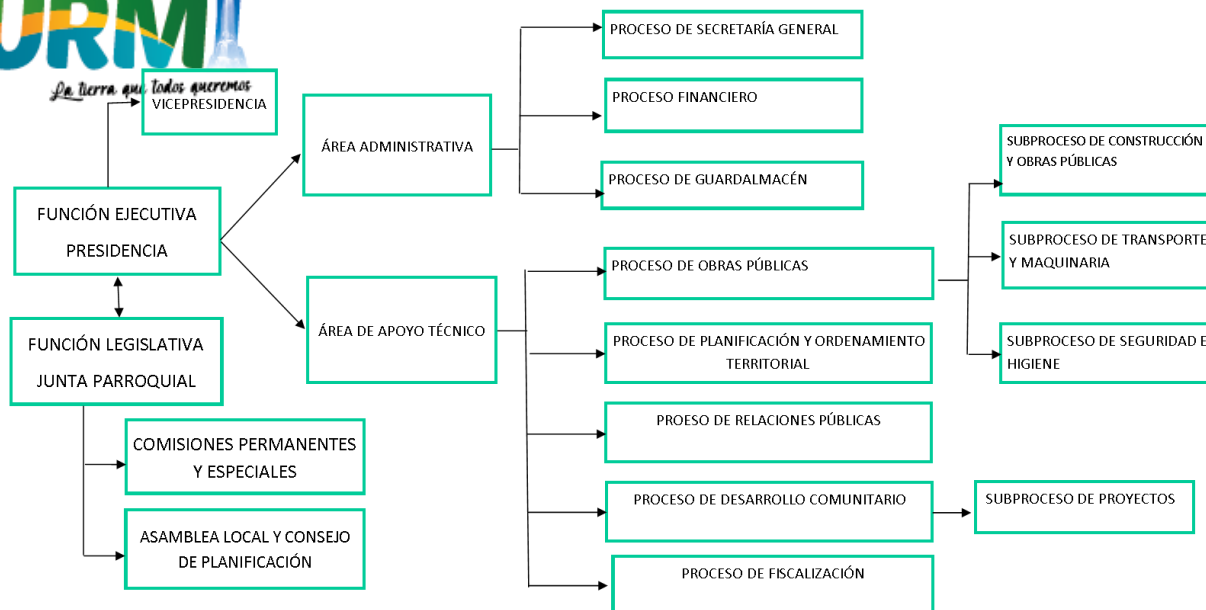 URMI
La tierra que todos queremos
VICEPRESIDENCIA
FUNCIÓN EJECUTIVA
PRESIDENCIA
FUNCIÓN LEGISLATIVA
JUNTA PARROQUIAL
COMISIONES PERMANENTES
Y ESPECIALES
ASAMBLEA LOCAL Y CONSEJO
DE PLANIFICACIÓN
ÁREA ADMINISTRATIVA
ÁREA DE APOYO TÉCNICO
PROCESO DE SECRETARÍA GENERAL
PROCESO FINANCIERO
PROCESO DE GUARDALMACÉN
PROCESO DE OBRAS PÚBLICAS
PROCESO DE PLANIFICACIÓN Y ORDENAMIENTO
TERRITORIAL
PROESO DE RELACIONES PÚBLICAS
PROCESO DE DESARROLLO COMUNITARIO
PROCESO DE FISCALIZACIÓN
SUBPROCESO DE CONSTRUCCIÓN
Y OBRAS PÚBLICAS
SUBPROCESO DE TRANSPORTE
Y MAQUINARIA
SUBPROCESO DE SEGURIDAD E
HIGIENE
SUBPROCESO DE PROYECTOS